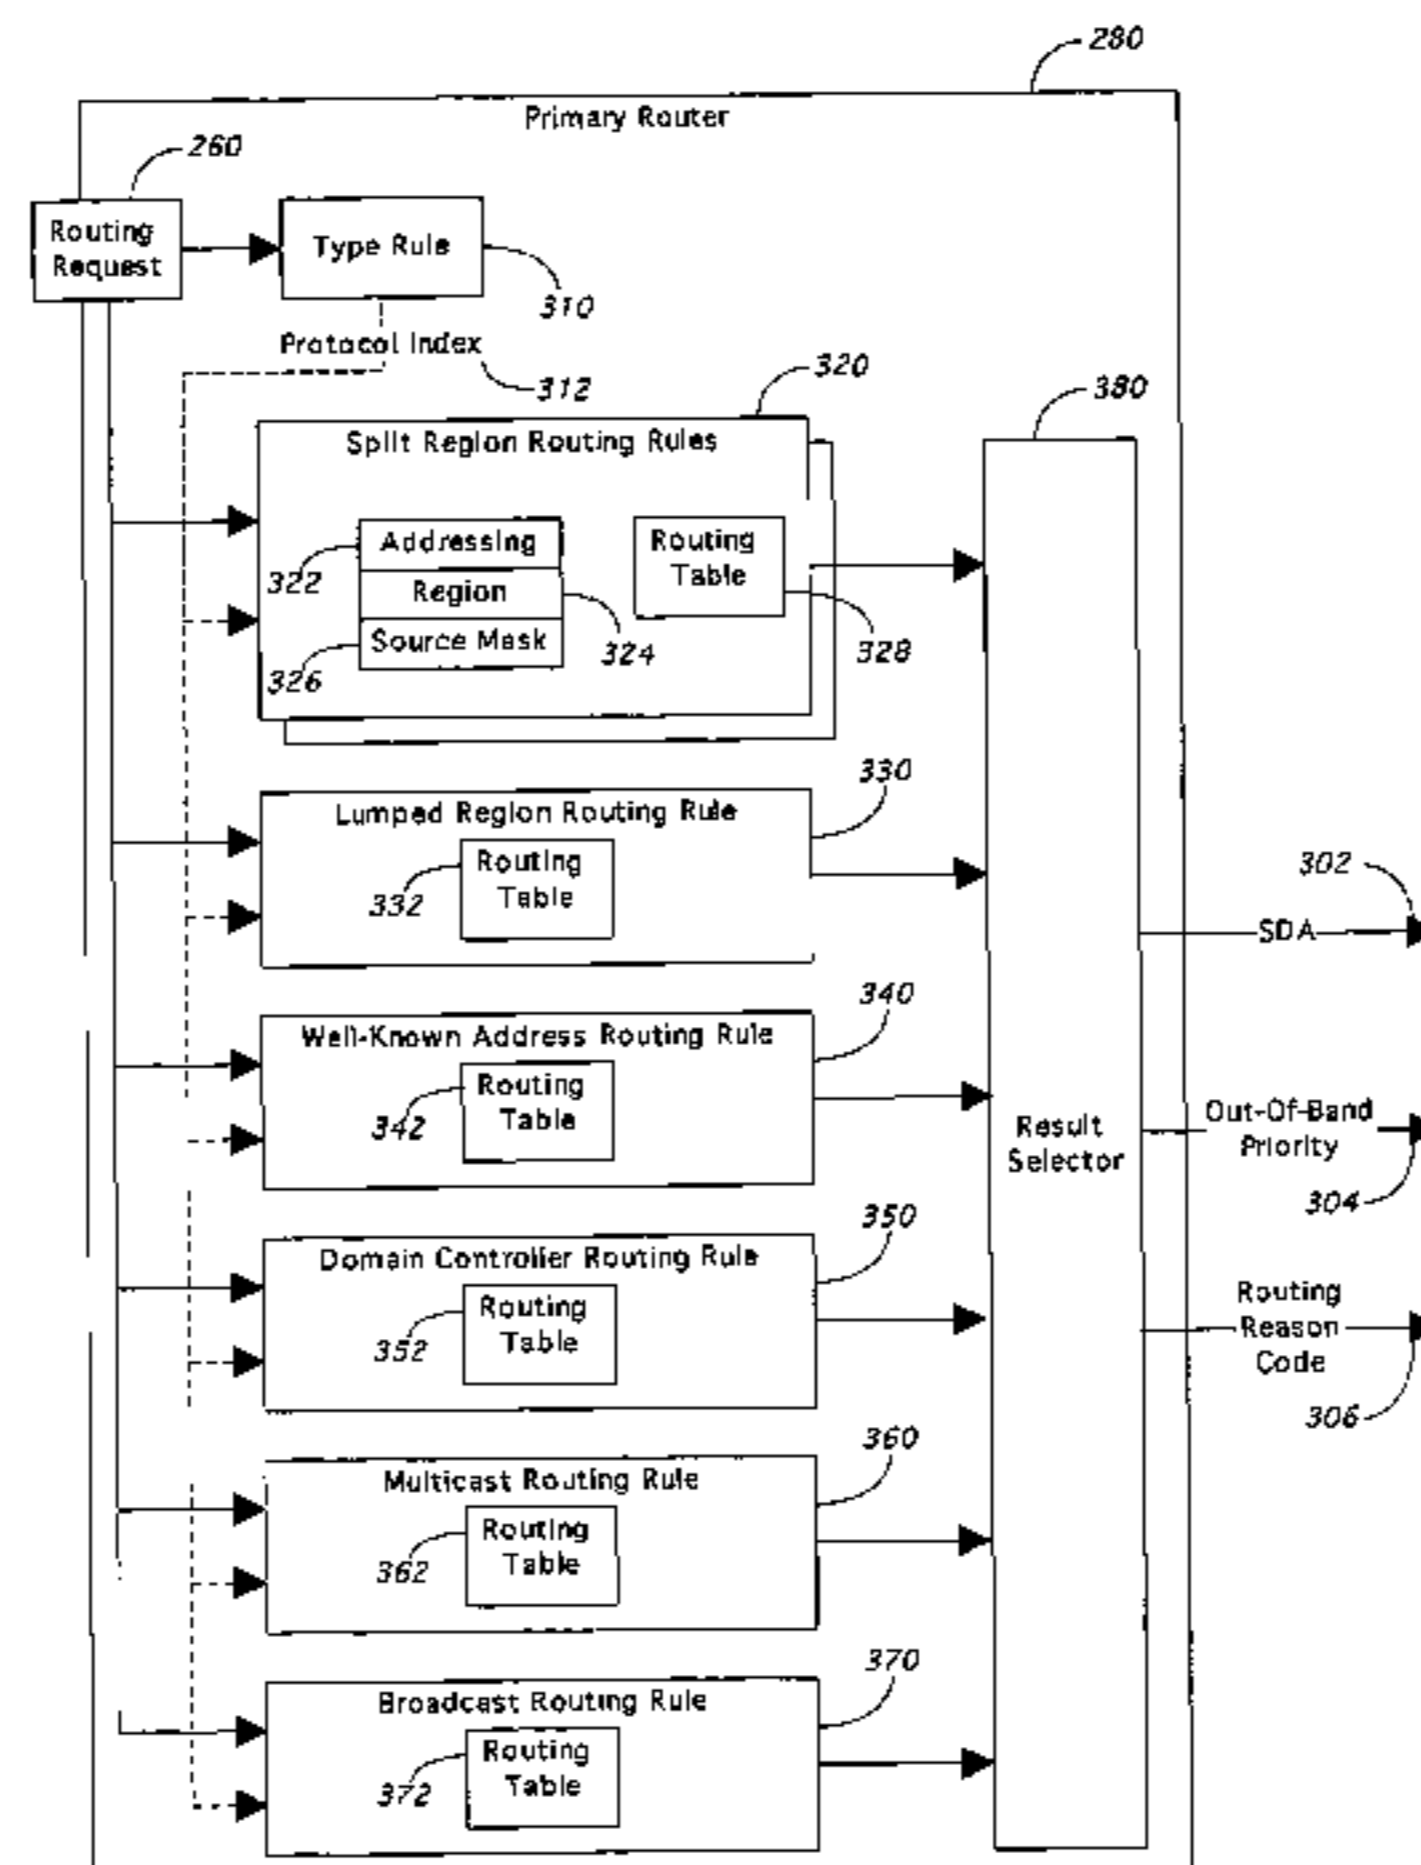 280
Primary Router
260
Routing
Request
Type Rule
310
Protocol Index
312
320
380
Split Region Routing Rules
Addressing
Routing
Table
322
Region
Source Mask
324
328
326
330
Lumped Region Routing Rule
Routing
Table
332
302
SDA
340
Well-Known Address Routing Rule
Routing
Table
342
Result
Selector
Out-Of-Band
Priority
304
350
Domain Controller Routing Rule
Routing
Table
352
Routing
Reason
Code
306
360
Multicast Routing Rule
Routing
Table
362
370
Broadcast Routing Rule
Routing
Table
372